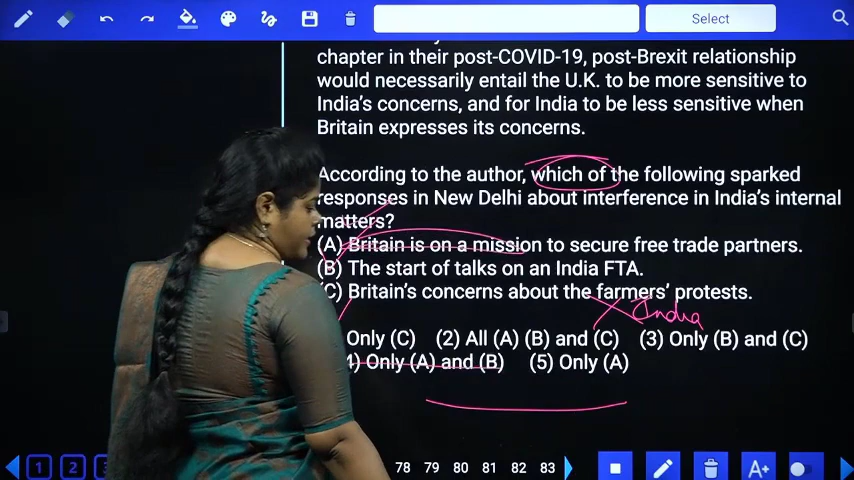 Select
chapter in their post-COVID-19, post-Brexit relationship
would necessarily entail the U.K. to be more sensitive to
India's concerns, and for India to be less sensitive when
Britain expresses its concerns.
According to the author, which of the following sparked
responses in New Delhi about interference in India's internal
matters?
(A) Britain is on a mission to secure free trade partners.
(B) The start of talks on an India FTA.
(C) Britain's concerns about the farmers' protests.
India
Only (C) (2) All (A) (B) and (C) (3) Only (B) and (C)
4) Only (A) and (B) (5) Only (A)
1 2 3 78 79 80 81 82 83 A+